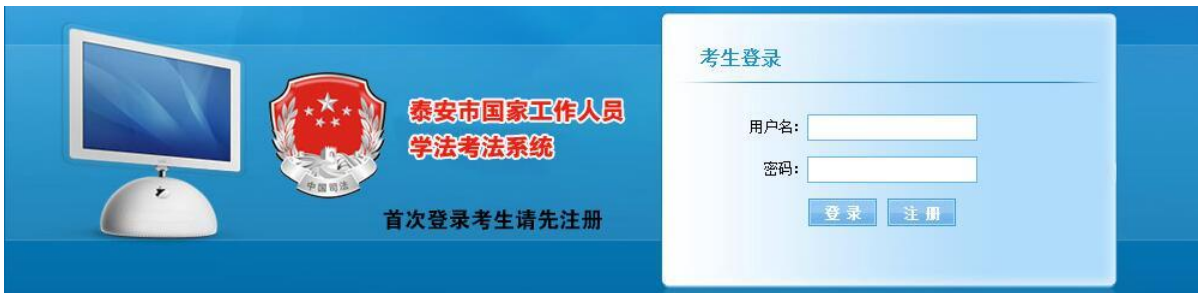 泰安市国家工作人员
学法考法系统
中国司法
首次登录考生请先注册
考生登录
用户名:
密码:
登 录
注 册